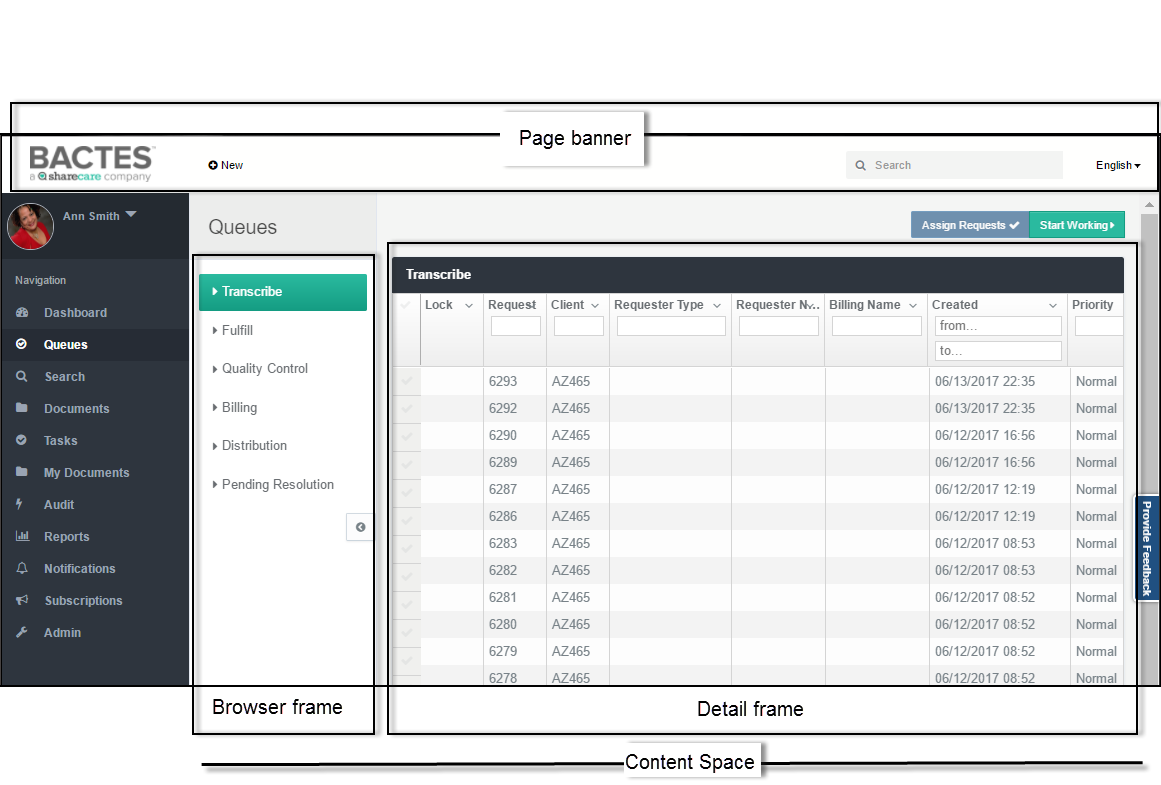 Page banner
BACTES™
a sharecare company
New
Search
English
Ann Smith
Navigation
Dashboard
Queues
Search
Documents
Tasks
My Documents
Audit
Reports
Notifications
Subscriptions
Admin
Queues
Transcribe
Fulfill
Quality Control
Billing
Distribution
Pending Resolution
Browser frame
Assign Requests
Start Working
Transcribe
Lock Request Client Requester Type Requester N... Billing Name Created Priority
from...
to...
6293 AZ465 06/13/2017 22:35 Normal
6292 AZ465 06/13/2017 22:35 Normal
6290 AZ465 06/12/2017 16:56 Normal
6289 AZ465 06/12/2017 16:56 Normal
6287 AZ465 06/12/2017 12:19 Normal
6286 AZ465 06/12/2017 12:19 Normal
6283 AZ465 06/12/2017 08:53 Normal
6282 AZ465 06/12/2017 08:53 Normal
6281 AZ465 06/12/2017 08:52 Normal
6280 AZ465 06/12/2017 08:52 Normal
6279 AZ465 06/12/2017 08:52 Normal
6278 AZ465 06/12/2017 08:52 Normal
Provide Feedback
Detail frame
Content Space